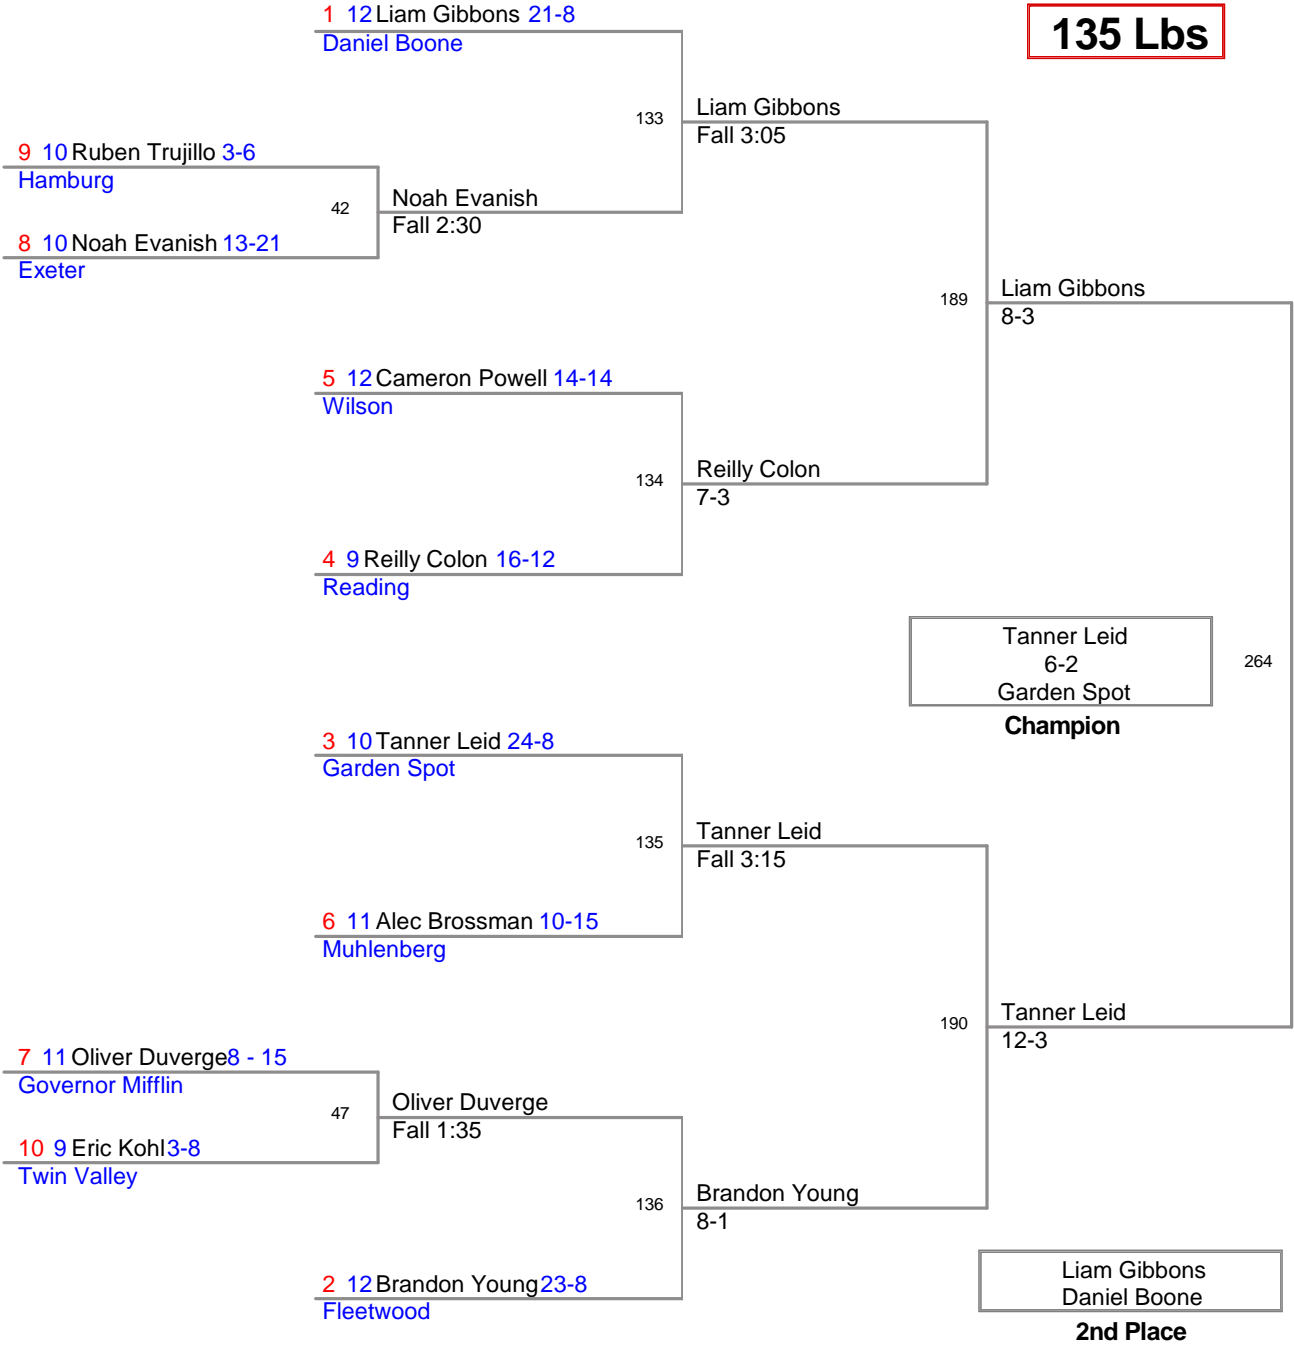 1 12 Liam Gibbons 21-8
Daniel Boone
135 Lbs
133
Liam Gibbons
Fall 3:05
9 10 Ruben Trujillo 3-6
Hamburg
42
Noah Evanish
Fall 2:30
8 10 Noah Evanish 13-21
Exeter
189
Liam Gibbons
8-3
5 12 Cameron Powell 14-14
Wilson
134
Reilly Colon
7-3
4 9 Reilly Colon 16-12
Reading
Tanner Leid
6-2
Garden Spot
Champion
264
3 10 Tanner Leid 24-8
Garden Spot
135
Tanner Leid
Fall 3:15
6 11 Alec Brossman 10-15
Muhlenberg
190
Tanner Leid
12-3
7 11 Oliver Duverge 8 - 15
Governor Mifflin
47
Oliver Duverge
Fall 1:35
10 9 Eric Kohl 3-8
Twin Valley
136
Brandon Young
8-1
2 12 Brandon Young 23-8
Fleetwood
Liam Gibbons
Daniel Boone
2nd Place